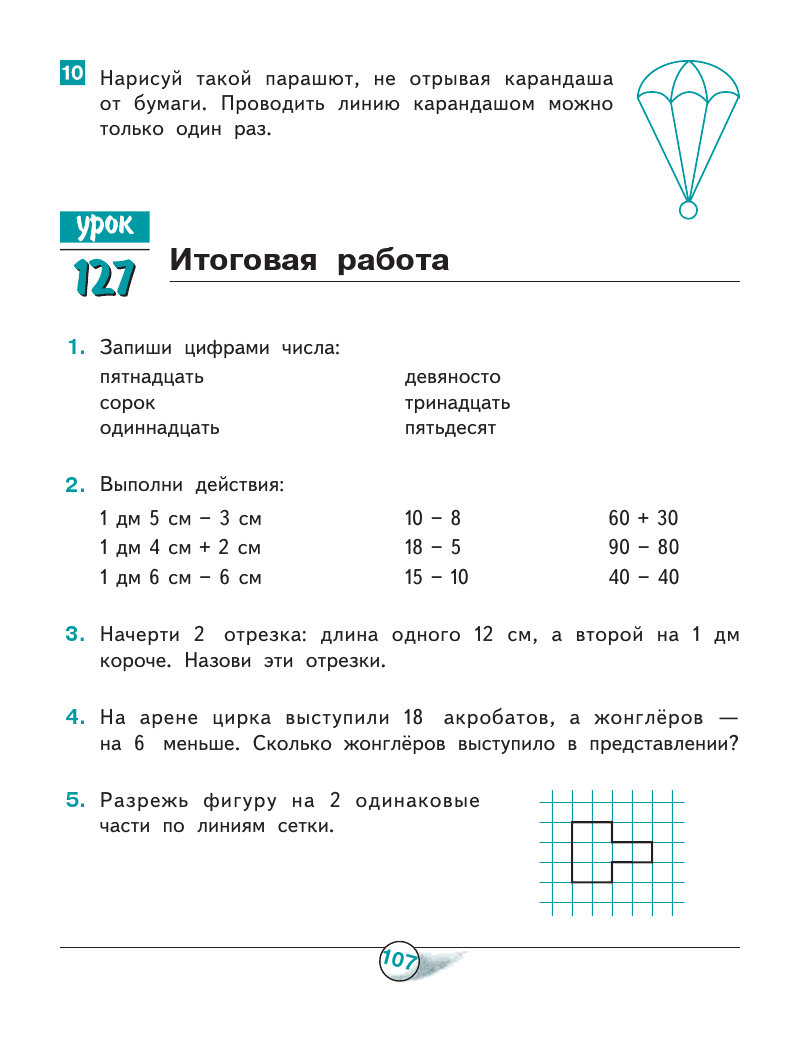 10 Нарисуй такой парашют, не отрывая карандаша
от бумаги. Проводить линию карандашом можно
только один раз.
урок
127
Итоговая работа
1. Запиши цифрами числа:
пятнадцать девяносто
сорок тринадцать
одиннадцать пятьдесят
2. Выполни действия:
1 дм 5 см – 3 см 10 – 8 60 + 30
1 дм 4 см + 2 см 18 – 5 90 – 80
1 дм 6 см – 6 см 15 – 10 40 – 40
3. Начерти 2 отрезка: длина одного 12 см, а второй на 1 дм
короче. Назови эти отрезки.
4. На арене цирка выступили 18 акробатов, а жонглёров —
на 6 меньше. Сколько жонглёров выступило в представлении?
5. Разрежь фигуру на 2 одинаковые
части по линиям сетки.
107